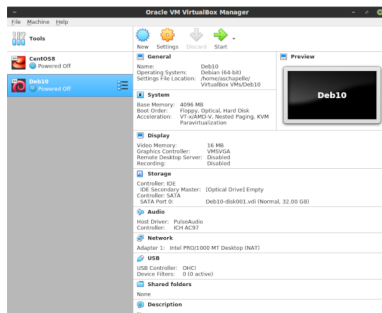 Oracle VM VirtualBox Manager
File Machine Help
Tools
New Settings Discard Start
CentOS8
Powered Off
Deb10
Powered Off
General
Name: Deb10
Operating System: Debian (64-bit)
Settings File Location: /home/aschapelle/
VirtualBox VMs/Deb10
Preview
Deb10
System
Base Memory: 4096 MB
Boot Order: Floppy, Optical, Hard Disk
Acceleration: VT-x/AMD-V, Nested Paging, KVM
Paravirtualization
Display
Video Memory: 16 MB
Graphics Controller: VMSVGA
Remote Desktop Server: Disabled
Recording: Disabled
Storage
Controller: IDE
IDE Secondary Master: [Optical Drive] Empty
Controller: SATA
SATA Port 0: Deb10-disk001.vdi (Normal, 32.00 GB)
Audio
Host Driver: PulseAudio
Controller: ICH AC97
Network
Adapter 1: Intel PRO/1000 MT Desktop (NAT)
USB
USB Controller: OHCI
Device Filters: 0 (0 active)
Shared folders
None
Description